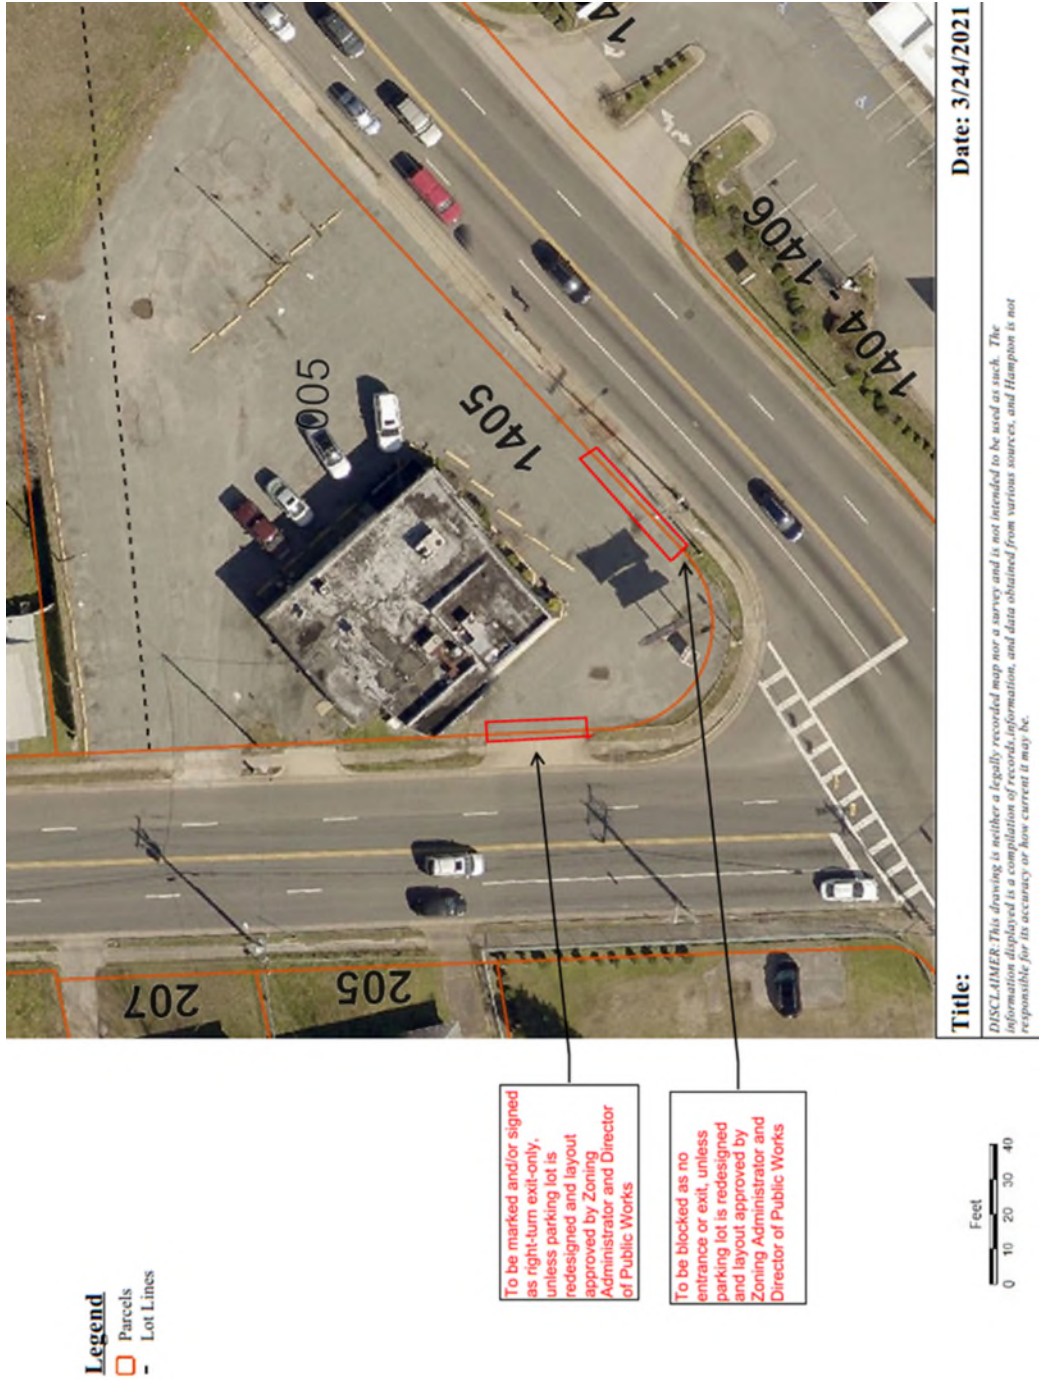 Legend
Parcels
Lot Lines
To be marked and/or signed
as right-turn exit-only,
unless parking lot is
redesigned and layout
approved by Zoning
Administrator and Director
of Public Works
To be blocked as no
entrance or exit, unless
parking lot is redesigned
and layout approved by
Zoning Administrator and
Director of Public Works
Feet
0 10 20 30 40
207
205
005
1405
14
1404 - 1406
Title:
Date: 3/24/2021
DISCLAIMER:This drawing is neither a legally recorded map nor a survey and is not intended to be used as such. The
information displayed is a compilation of records,information, and data obtained from various sources, and Hampton is not
responsible for its accuracy or how current it may be.